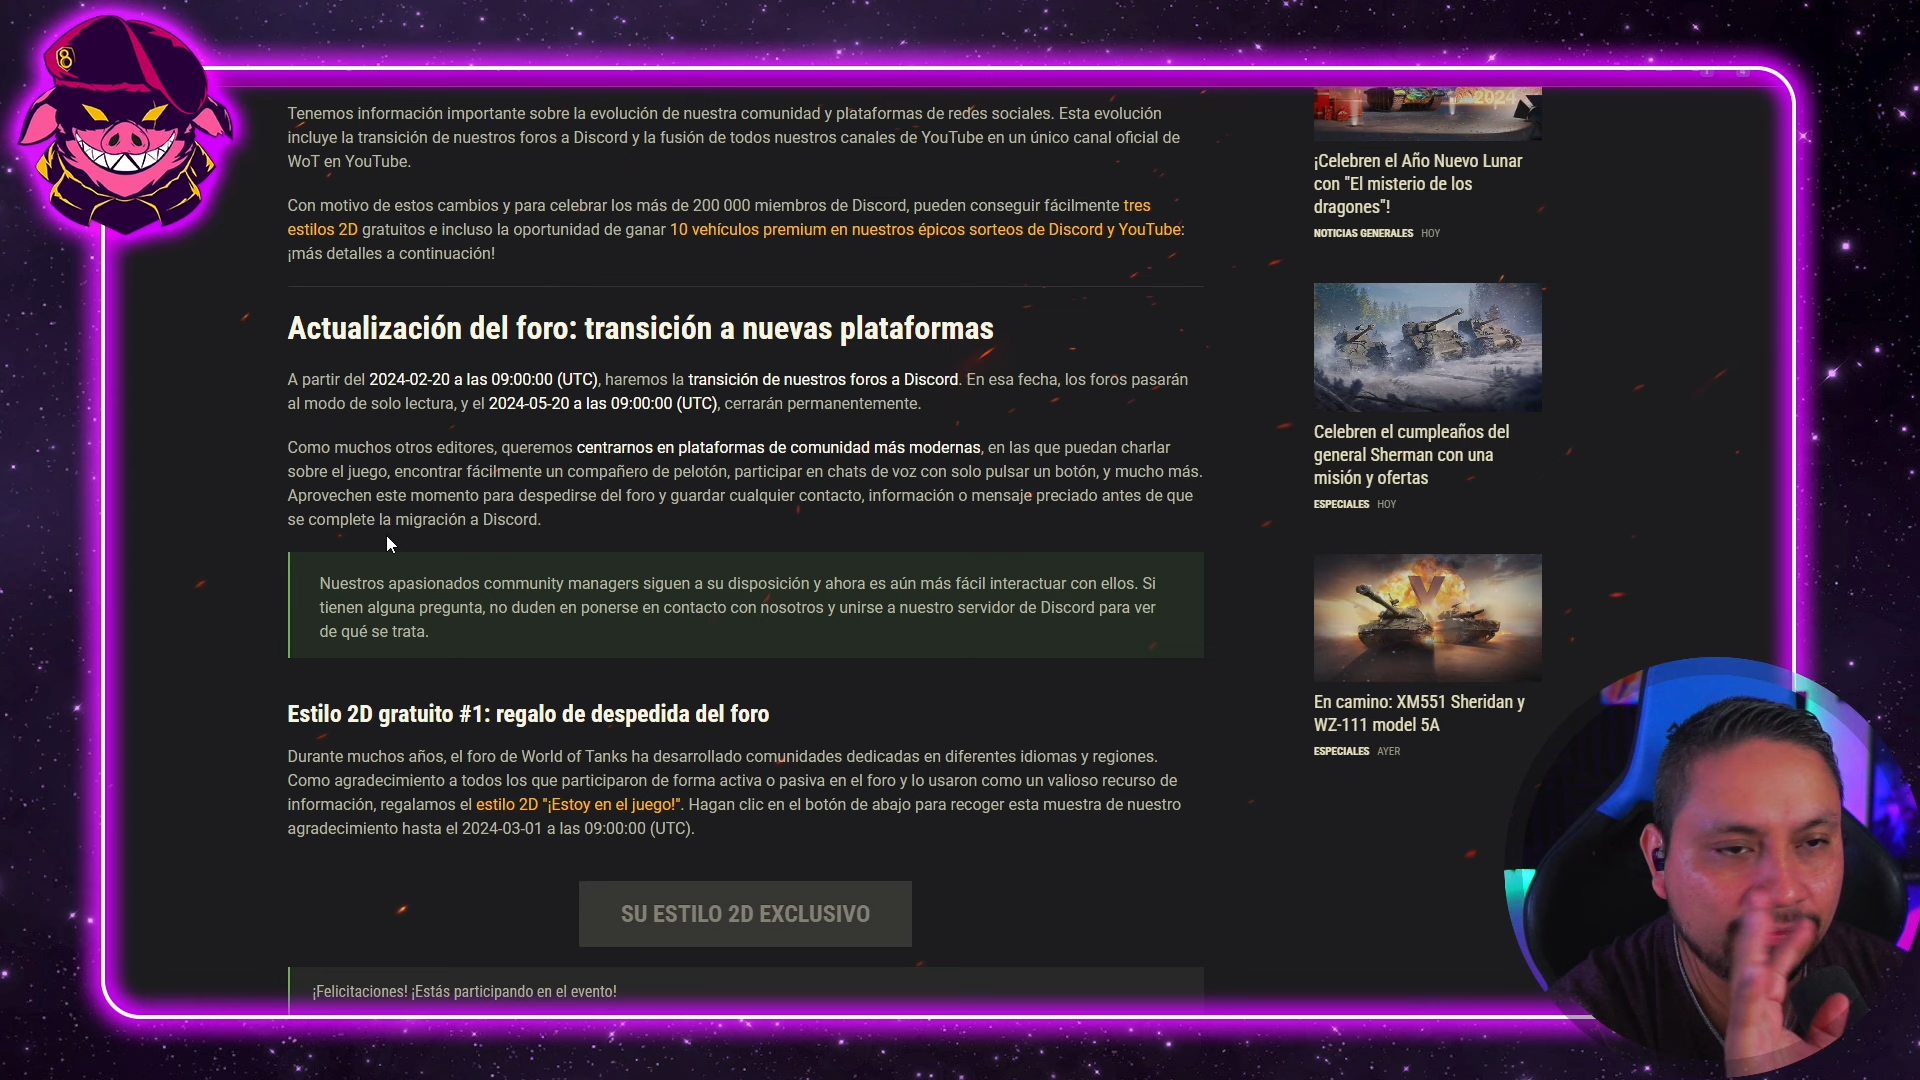 Tenemos información importante sobre la evolución de nuestra comunidad y plataformas de redes sociales. Esta evolución
incluye la transición de nuestros foros a Discord y la fusión de todos nuestros canales de YouTube en un único canal oficial de
WoT en YouTube.
Con motivo de estos cambios y para celebrar los más de 200 000 miembros de Discord, pueden conseguir fácilmente tres
estilos 2D gratuitos e incluso la oportunidad de ganar 10 vehículos premium en nuestros épicos sorteos de Discord y YouTube:
¡más detalles a continuación!
Actualización del foro: transición a nuevas plataformas
A partir del 2024-02-20 a las 09:00:00 (UTC), haremos la transición de nuestros foros a Discord. En esa fecha, los foros pasarán
al modo de solo lectura, y el 2024-05-20 a las 09:00:00 (UTC), cerrarán permanentemente.
Como muchos otros editores, queremos centrarnos en plataformas de comunidad más modernas, en las que puedan charlar
sobre el juego, encontrar fácilmente un compañero de pelotón, participar en chats de voz con solo pulsar un botón, y mucho más.
Aprovechen este momento para despedirse del foro y guardar cualquier contacto, información o mensaje preciado antes de que
se complete la migración a Discord.
Nuestros apasionados community managers siguen a su disposición y ahora es aún más fácil interactuar con ellos. Si
tienen alguna pregunta, no duden en ponerse en contacto con nosotros y unirse a nuestro servidor de Discord para ver
de qué se trata.
Estilo 2D gratuito #1: regalo de despedida del foro
Durante muchos años, el foro de World of Tanks ha desarrollado comunidades dedicadas en diferentes idiomas y regiones.
Como agradecimiento a todos los que participaron de forma activa o pasiva en el foro y lo usaron como un valioso recurso de
información, regalamos el estilo 2D "¡Estoy en el juego!". Hagan clic en el botón de abajo para recoger esta muestra de nuestro
agradecimiento hasta el 2024-03-01 a las 09:00:00 (UTC).
SU ESTILO 2D EXCLUSIVO
¡Felicitaciones! ¡Estás participando en el evento!
2024
¡Celebren el Año Nuevo Lunar
con "El misterio de los
dragones"!
NOTICIAS GENERALES HOY
Celebren el cumpleaños del
general Sherman con una
misión y ofertas
ESPECIALES HOY
V
En camino: XM551 Sheridan y
WZ-111 model 5A
ESPECIALES AYER
8